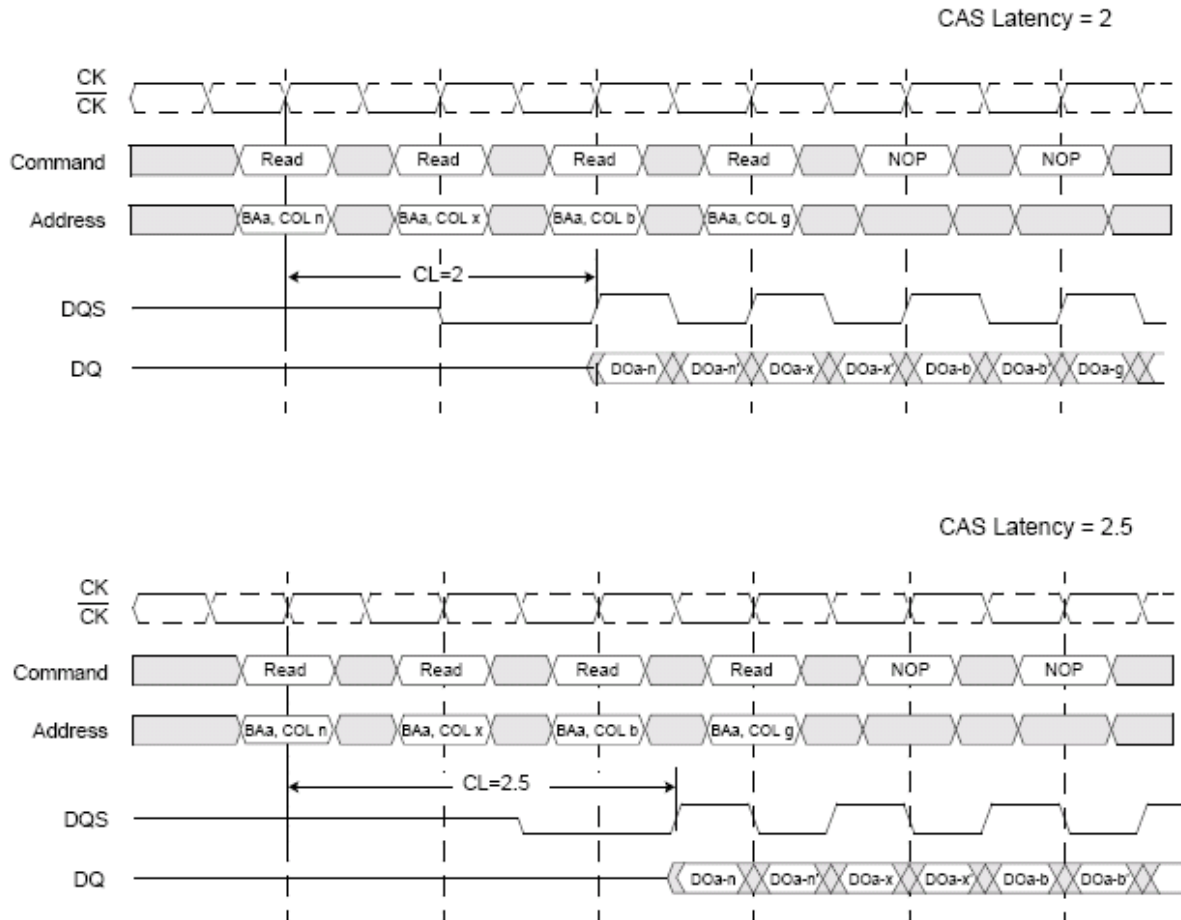 CAS Latency = 2
CK
CK
Command Read Read Read Read NOP NOP
Address BAa, COL n BAa, COL x BAa, COL b BAa, COL g
CL=2
DQS
DQ DOa-n DOa-n' DOa-x DOa-x' DOa-b DOa-b' DOa-g
CAS Latency = 2.5
CK
CK
Command Read Read Read Read NOP NOP
Address BAa, COL n BAa, COL x BAa, COL b BAa, COL g
CL=2.5
DQS
DQ DOa-n DOa-n' DOa-x DOa-x' DOa-b DOa-b'